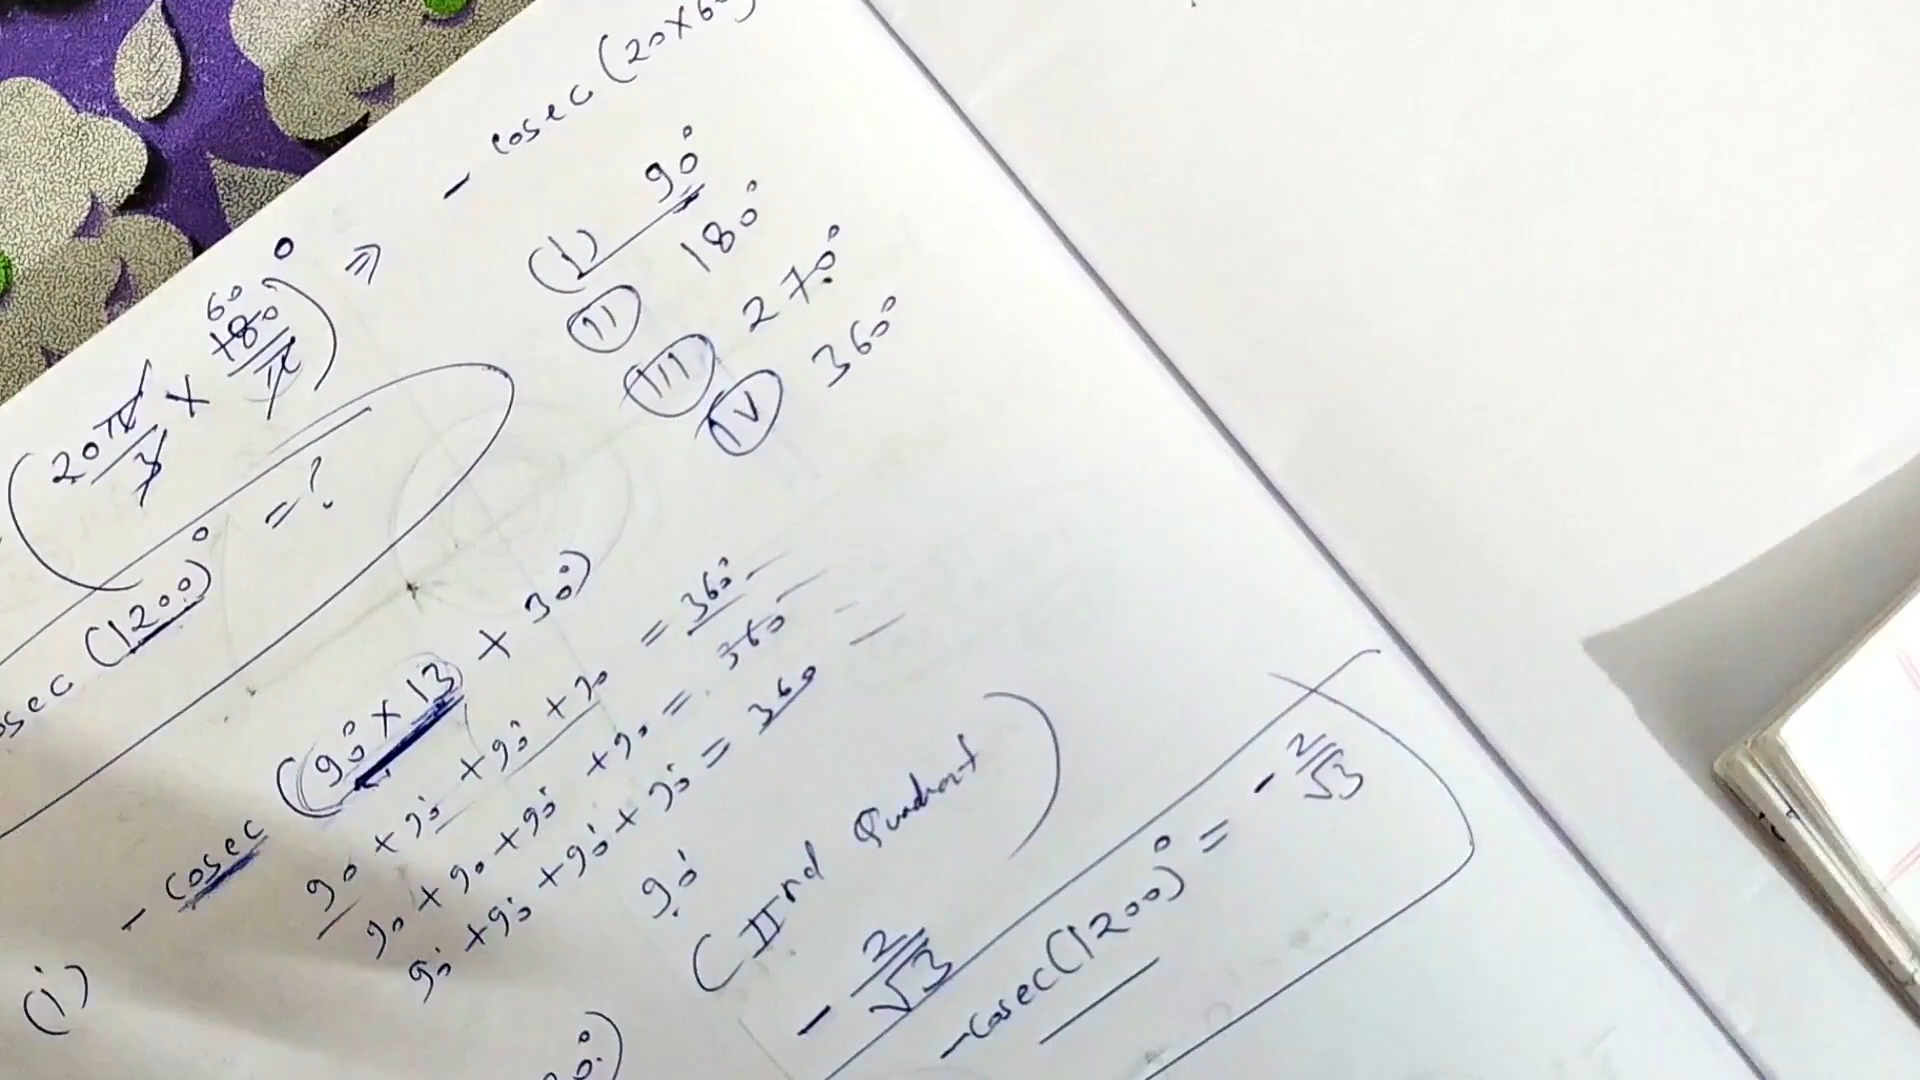 - cosec (20×60)
(20π/3 × 180/π)° ⇒
60
(I) 90°
(II) 180°
(III) 270°
(IV) 360°
cosec (1200)° = ?
(i) - cosec (90°×13 × 30°)
90 + 90° + 90° + 90 = 360°
90 + 90 + 90° + 90 = 360
90° + 90° + 90° + 90° = 360
90°
(IInd Quadrant)
- 2/√3
-cosec(1200)° = - 2/√3